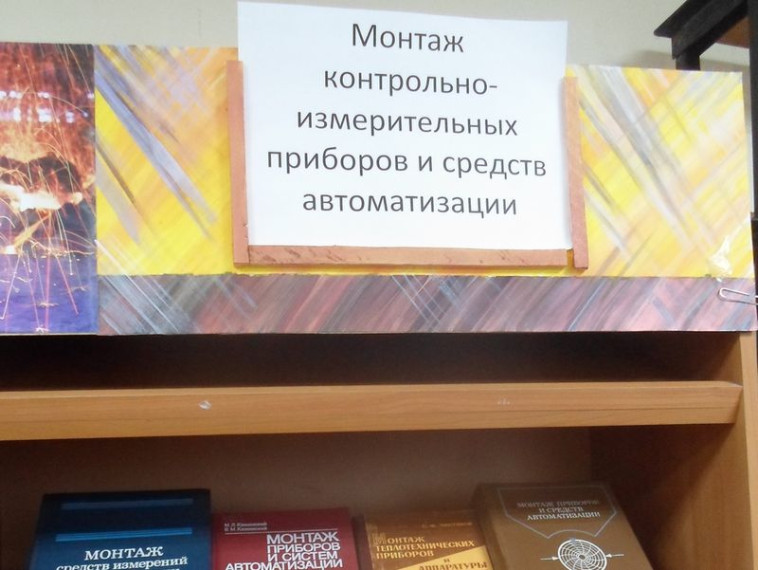 Монтаж
контрольно-
измерительных
приборов и средств
автоматизации
МОНТАЖ
средств измерений
МОНТАЖ
ПРИБОРОВ
И СИСТЕМ
АВТОМАТИЗАЦИИ
МОНТАЖ
ТЕПЛОТЕХНИЧЕСКИХ
ПРИБОРОВ
И
АППАРАТУРЫ
МОНТАЖ ПРИБОРОВ
И СРЕДСТВ
АВТОМАТИЗАЦИИ